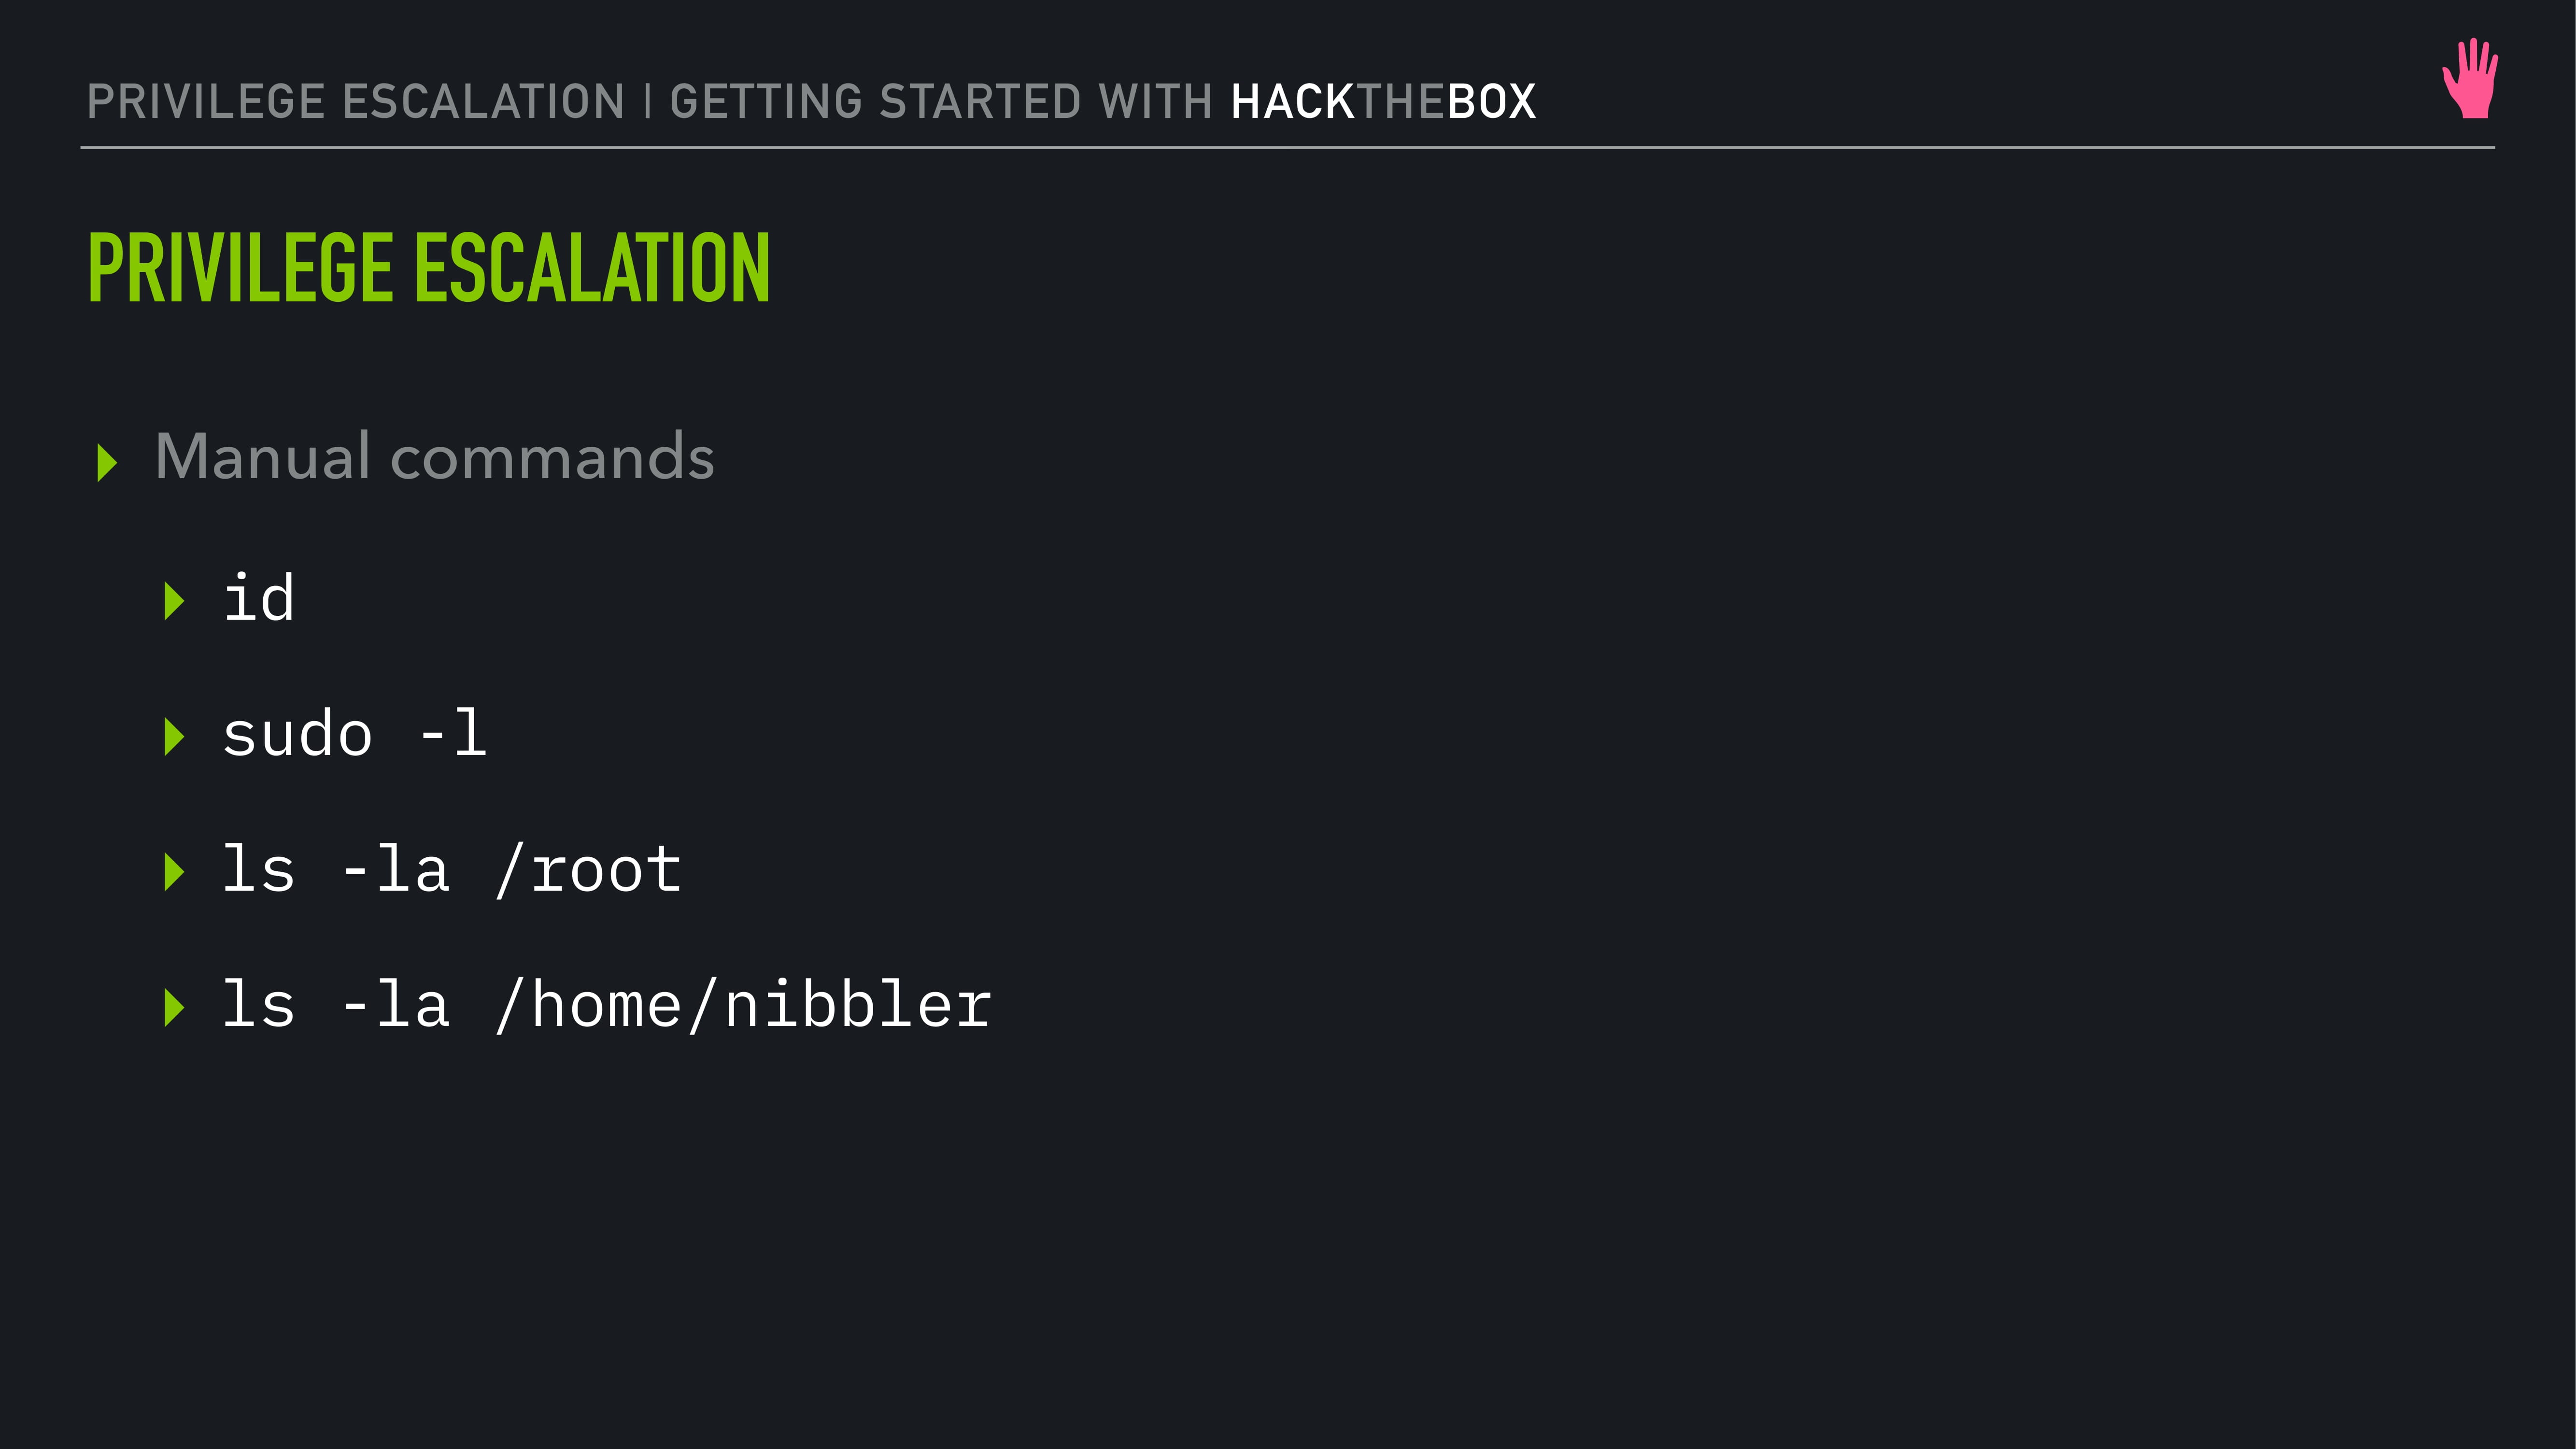 PRIVILEGE ESCALATION | GETTING STARTED WITH HACKTHEBOX
PRIVILEGE ESCALATION
Manual commands
id
sudo -l
ls -la /root
ls -la /home/nibbler